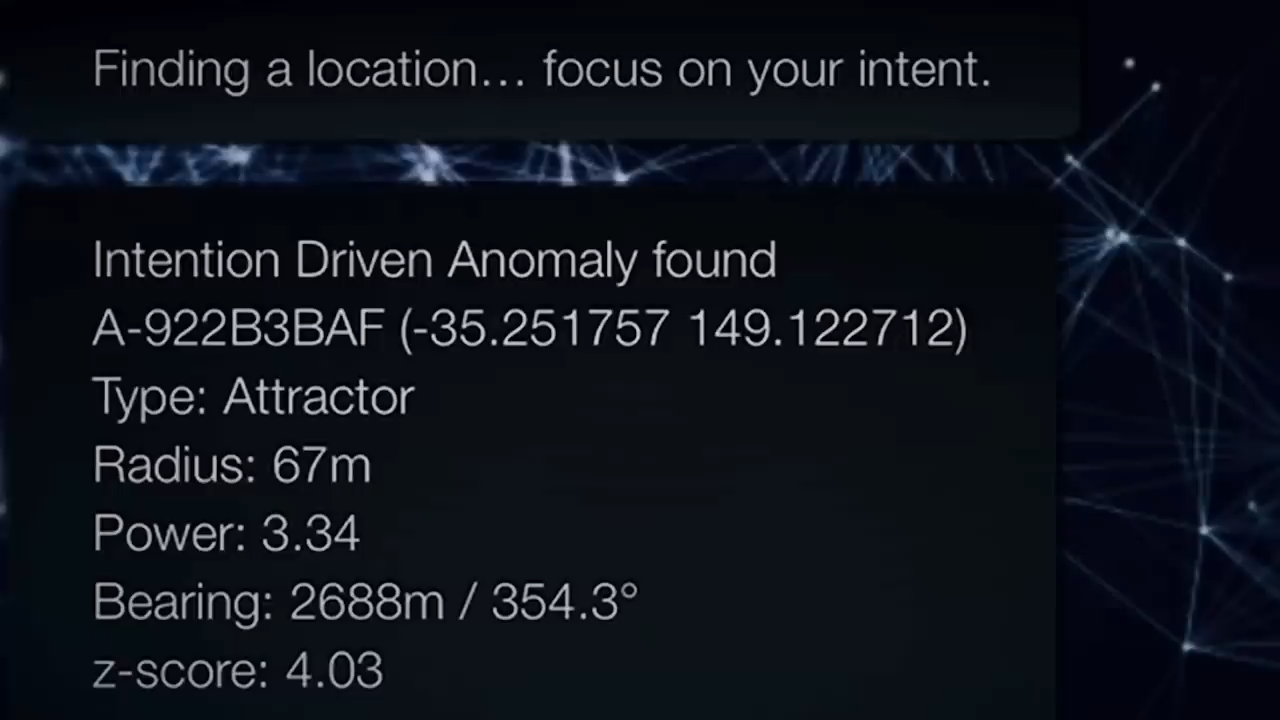 Finding a location... focus on your intent.
Intention Driven Anomaly found
A-922B3BAF (-35.251757 149.122712)
Type: Attractor
Radius: 67m
Power: 3.34
Bearing: 2688m / 354.3°
z-score: 4.03